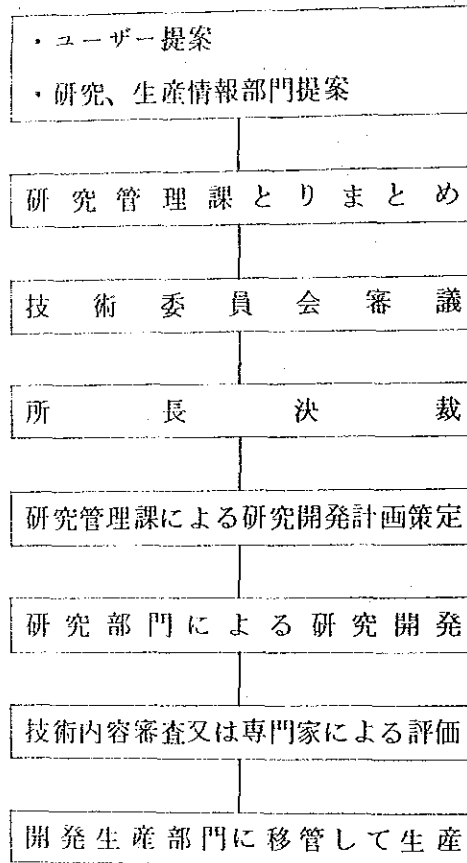 ・ユーザー提案
・研究、生産情報部門提案
研究管理課とりまとめ
技術委員会審議
所長決裁
研究管理課による研究開発計画策定
研究部門による研究開発
技術内容審査又は専門家による評価
開発生産部門に移管して生産